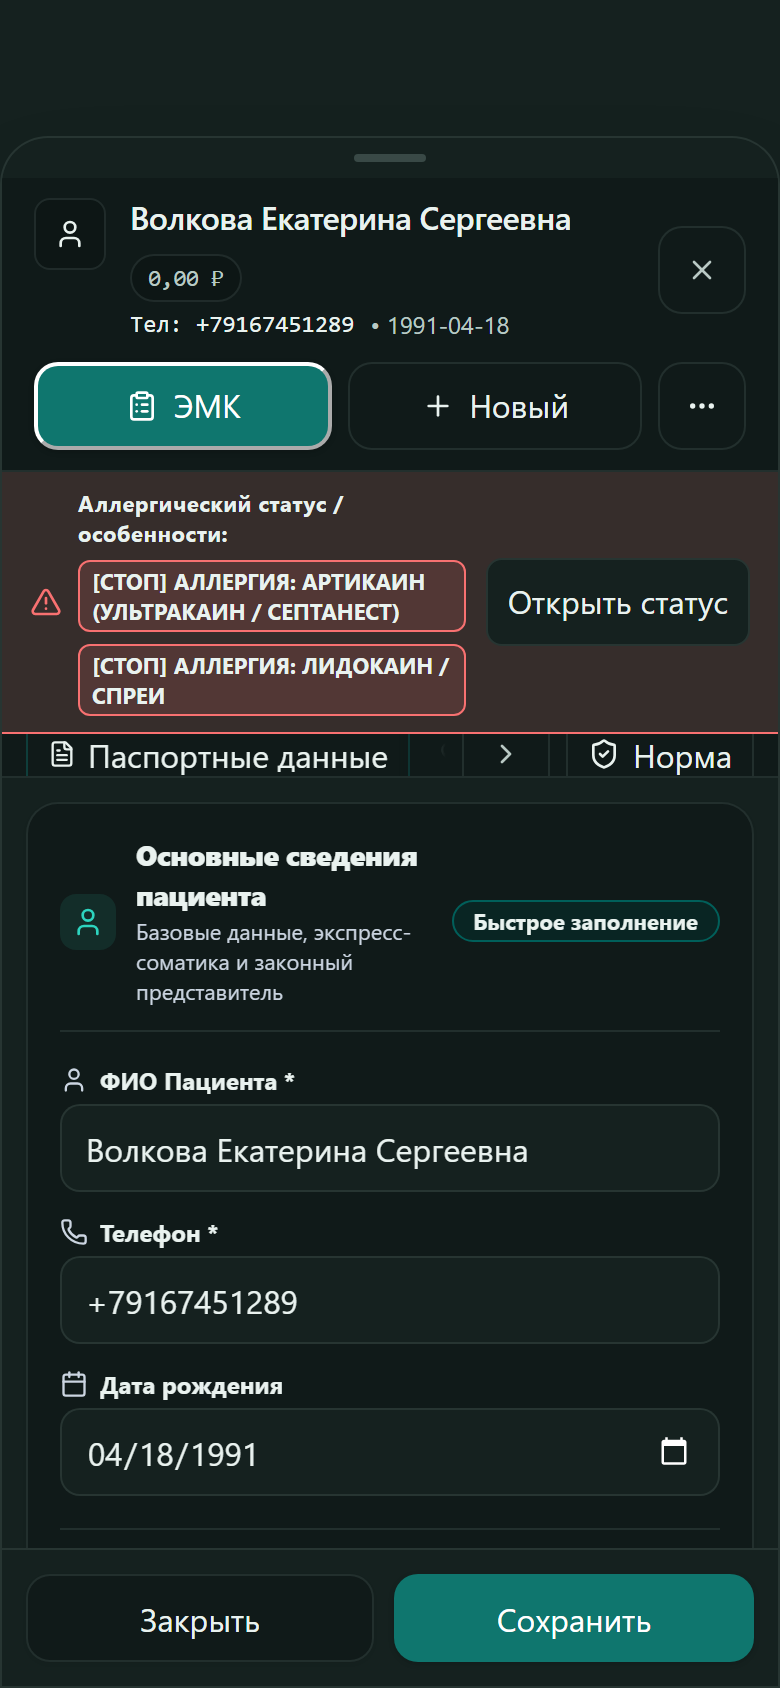 Волкова Екатерина Сергеевна
0,00 ₽
Тел: +79167451289 • 1991-04-18
ЭМК
Новый
Аллергический статус /
особенности:
[СТОП] АЛЛЕРГИЯ: АРТИКАИН
(УЛЬТРАКАИН / СЕПТАНЕСТ)
[СТОП] АЛЛЕРГИЯ: ЛИДОКАИН /
СПРЕИ
Открыть статус
Паспортные данные
Норма
Основные сведения
пациента
Базовые данные, экспресс-
соматика и законный
представитель
Быстрое заполнение
ФИО Пациента *
Волкова Екатерина Сергеевна
Телефон *
+79167451289
Дата рождения
04/18/1991
Закрыть
Сохранить